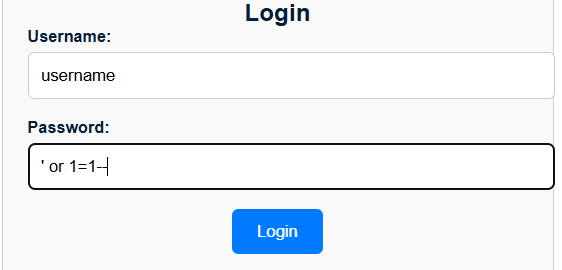 Login
Username:
username
Password:
' or 1=1--
Login